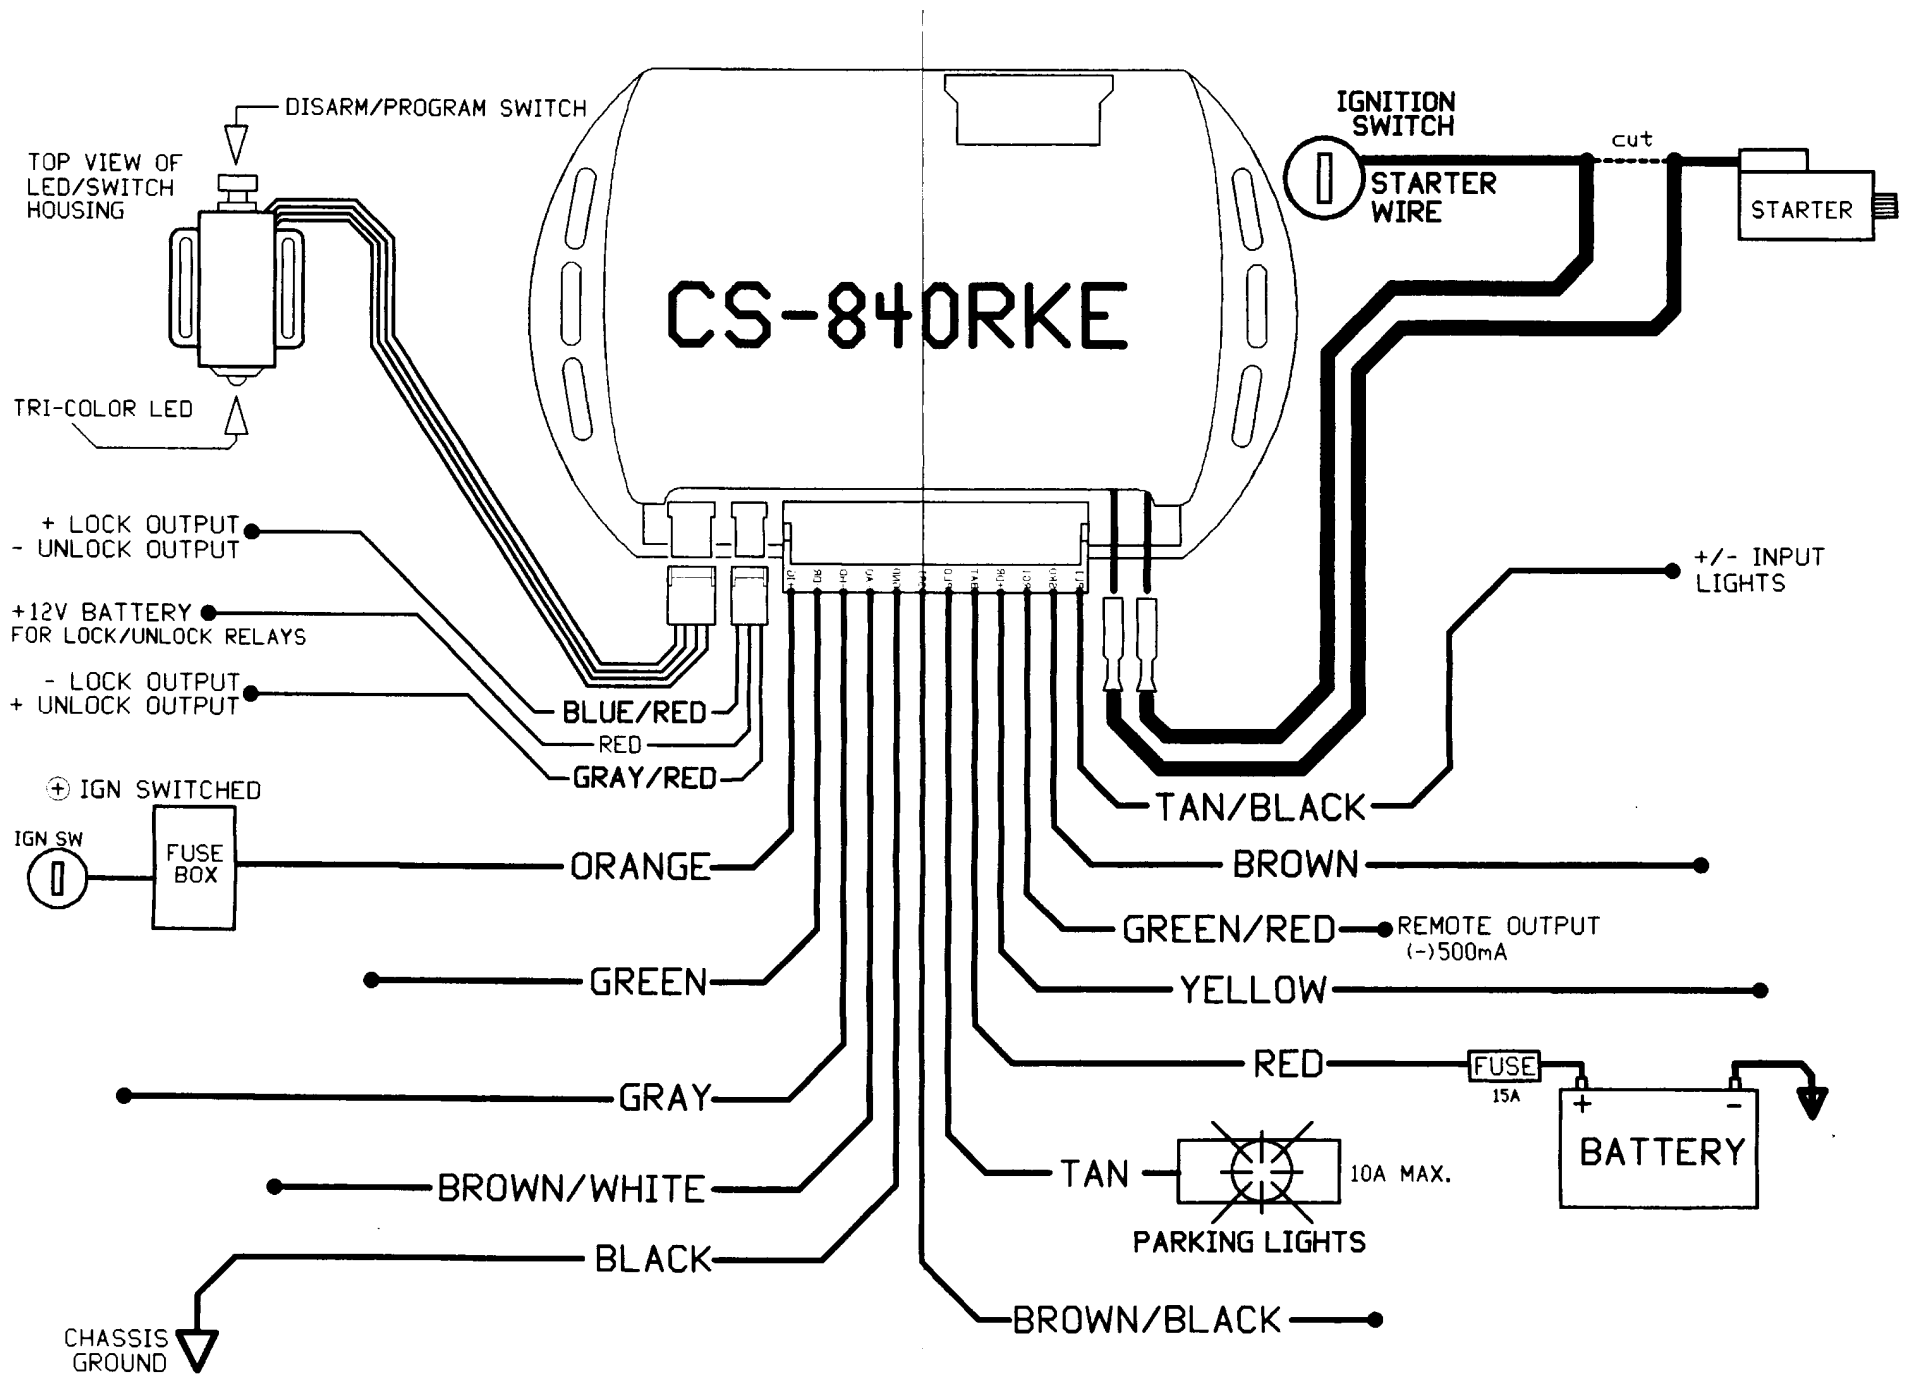 DISARM/PROGRAM SWITCH
TOP VIEW OF
LED/SWITCH
HOUSING
TRI-COLOR LED
CS-840RKE
IGNITION
SWITCH
cut
STARTER
WIRE
STARTER
+ LOCK OUTPUT
- UNLOCK OUTPUT
+12V BATTERY
FOR LOCK/UNLOCK RELAYS
- LOCK OUTPUT
+ UNLOCK OUTPUT
BLUE/RED
RED
GRAY/RED
+/- INPUT
LIGHTS
+ IGN SWITCHED
IGN SW
FUSE
BOX
ORANGE
GREEN
GRAY
BROWN/WHITE
BLACK
CHASSIS
GROUND
TAN/BLACK
BROWN
GREEN/RED
REMOTE OUTPUT
(-)500mA
YELLOW
RED
FUSE
15A
+ -
BATTERY
TAN
10A MAX.
PARKING LIGHTS
BROWN/BLACK